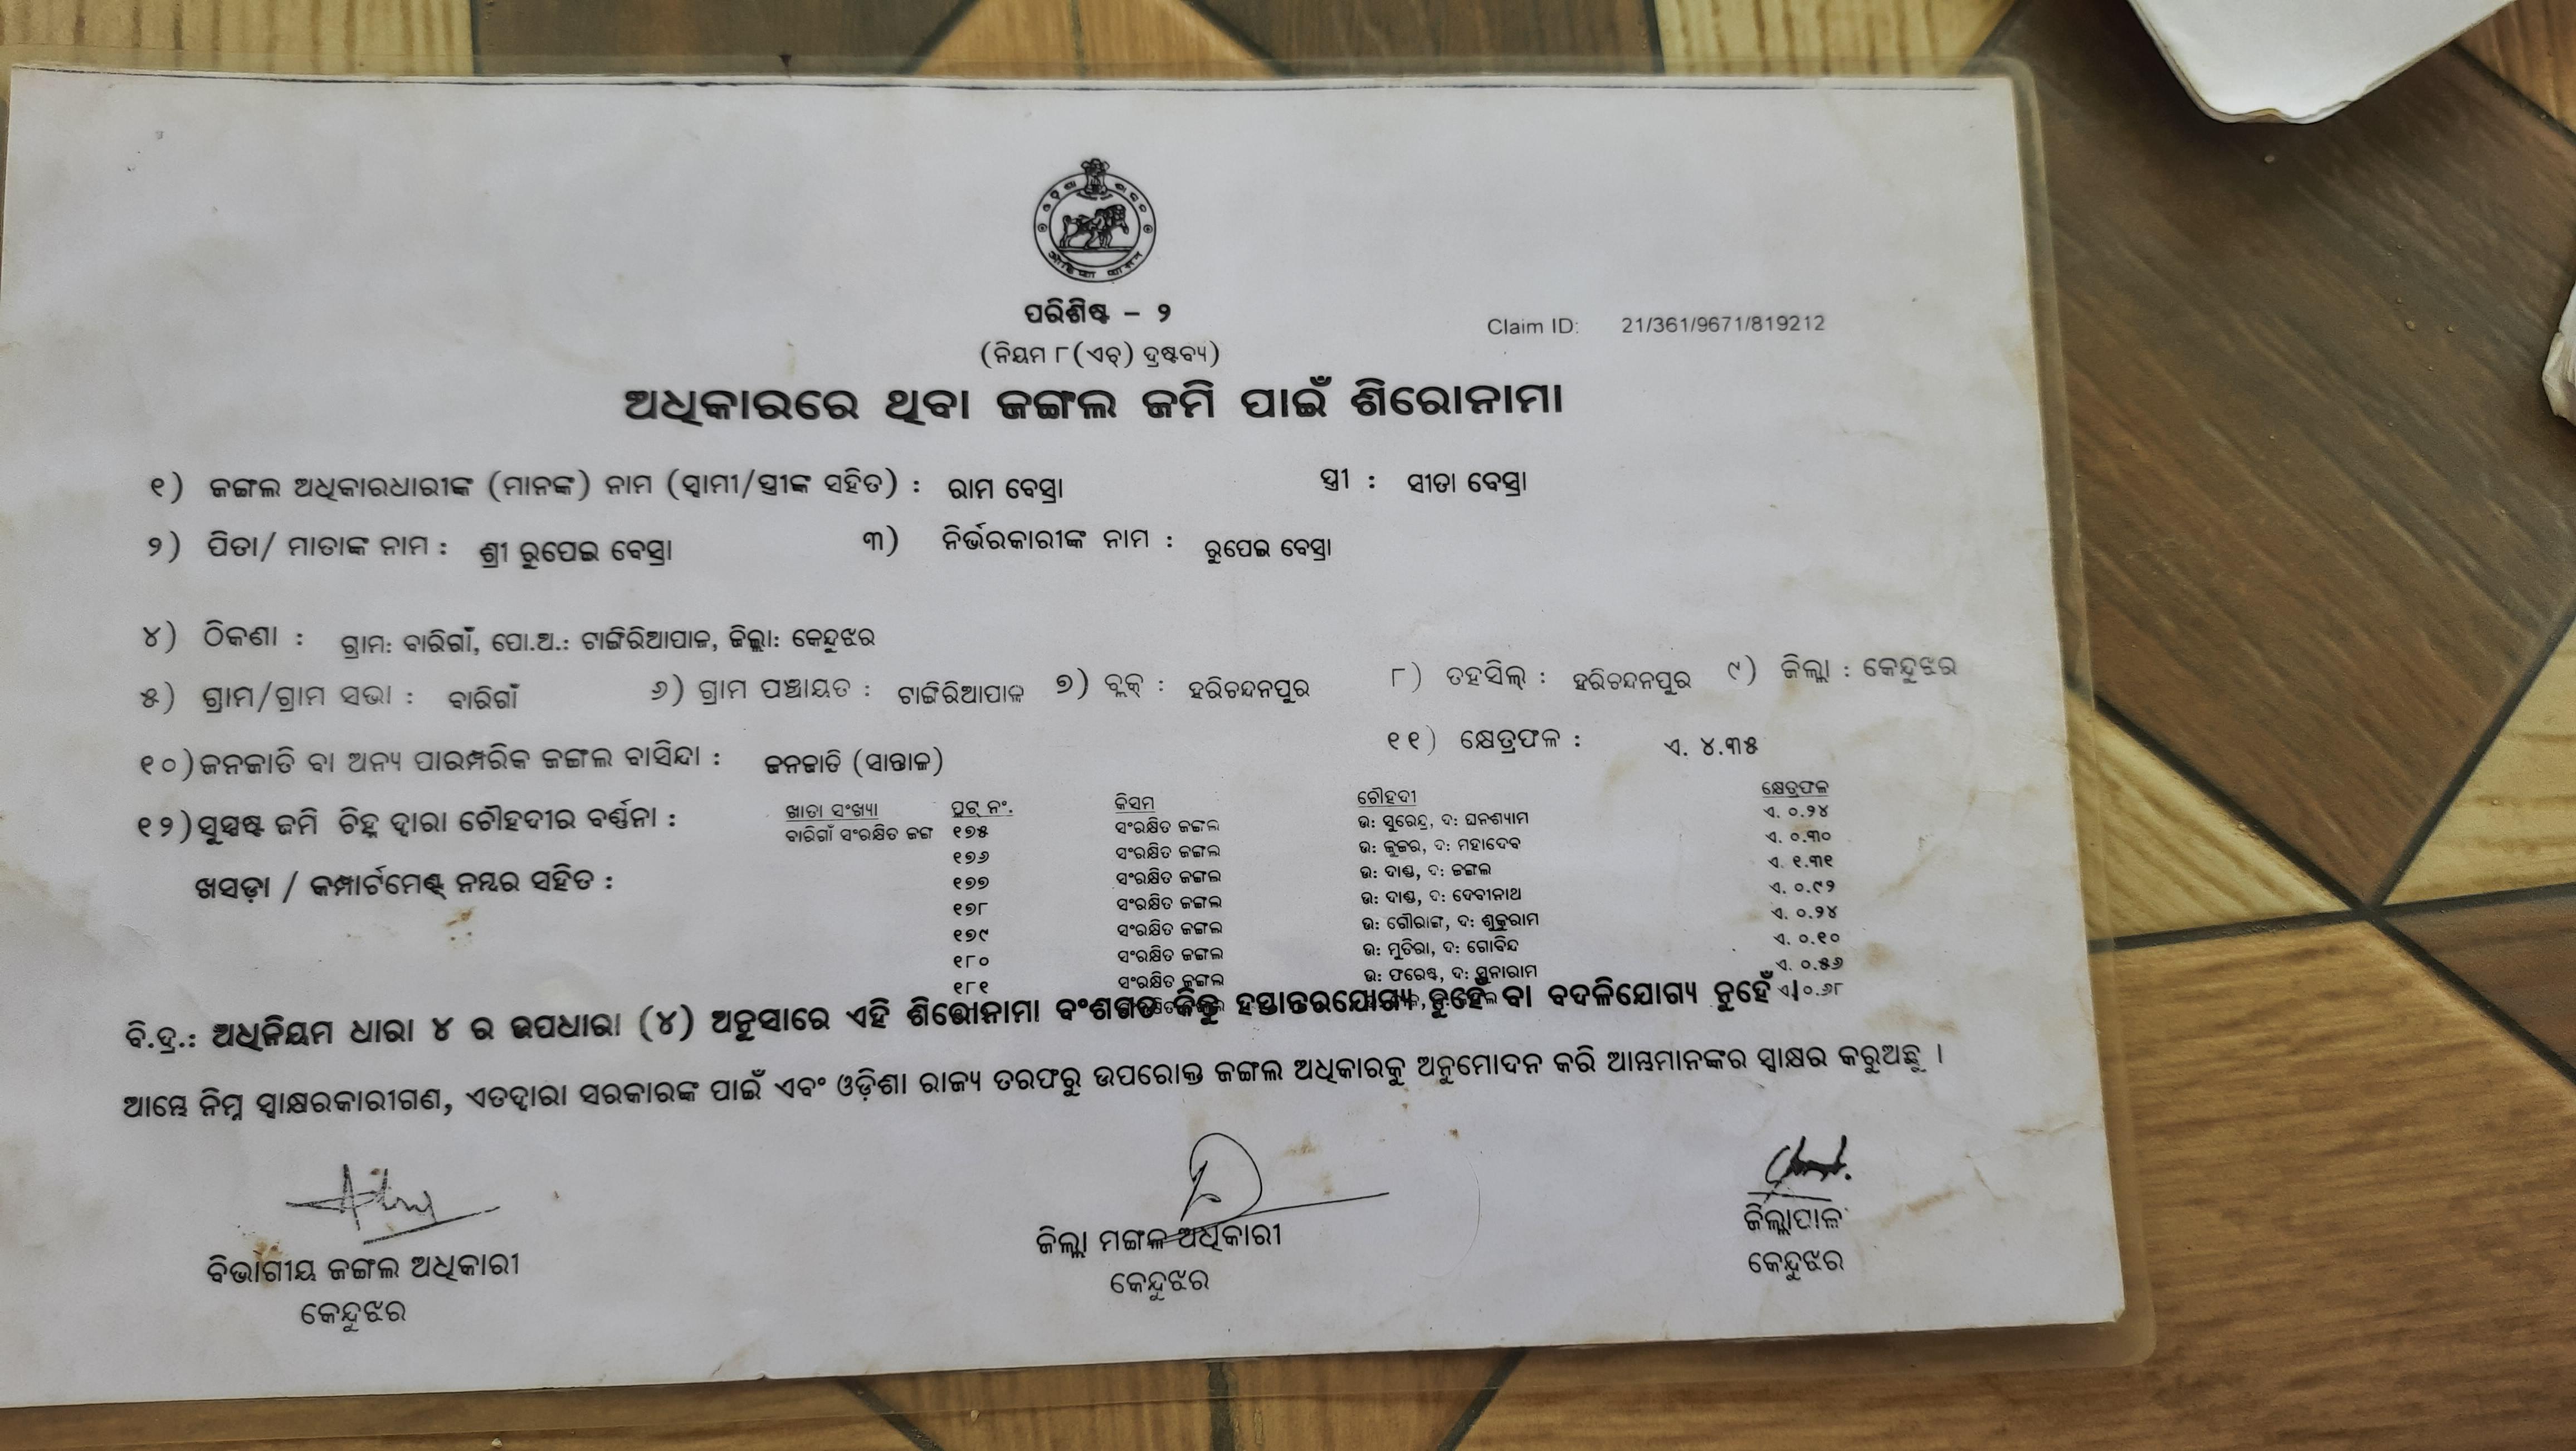 ପରିଶିଷ୍ଟ – ୨
Claim ID: 21/361/9671/819212
(ନିୟମ ୮(ଏଚ୍) ଦ୍ରଷ୍ଟବ୍ୟ)
ଅଧିକାରରେ ଥିବା ଜଙ୍ଗଲ ଜମି ପାଇଁ ଶିରୋନାମା
୧) ଜଙ୍ଗଲ ଅଧିକାରଧାରୀଙ୍କ (ମାନଙ୍କ) ନାମ (ସ୍ୱାମୀ/ସ୍ତ୍ରୀଙ୍କ ସହିତ) : ରାମ ବେସ୍ରା ସ୍ତ୍ରୀ : ସୀତା ବେସ୍ରା
୨) ପିତା/ ମାତାଙ୍କ ନାମ : ଶ୍ରୀ ରୁପେଇ ବେସ୍ରା ୩) ନିର୍ଭରକାରୀଙ୍କ ନାମ : ରୁପେଇ ବେସ୍ରା
୪) ଠିକଣା : ଗ୍ରାମ: ବାରିଗାଁ, ପୋ.ଅ.: ଟାଙ୍ଗିରିଆପାଳ, ଜିଲ୍ଲା: କେନ୍ଦୁଝର
୫) ଗ୍ରାମ/ଗ୍ରାମ ସଭା : ବାରିଗାଁ ୬) ଗ୍ରାମ ପଞ୍ଚାୟତ : ଟାଙ୍ଗିରିଆପାଳ ୭) ବ୍ଲକ୍ : ହରିଚନ୍ଦନପୁର ୮) ତହସିଲ୍ : ହରିଚନ୍ଦନପୁର ୯) ଜିଲ୍ଲା : କେନ୍ଦୁଝର
୧୦) ଜନଜାତି ବା ଅନ୍ୟ ପାରମ୍ପରିକ ଜଙ୍ଗଲ ବାସିନ୍ଦା : ଜନଜାତି (ସାନ୍ତାଳ) ୧୧) କ୍ଷେତ୍ରଫଳ : ଏ. ୪.୩୫
୧୨) ସୁସ୍ପଷ୍ଟ ଜମି ଚିହ୍ନ ଦ୍ୱାରା ଚୌହଦୀର ବର୍ଣ୍ଣନା :
ଖସଡ଼ା / କମ୍ପାର୍ଟମେଣ୍ଟ୍ ନମ୍ବର ସହିତ :
ଖାତା ସଂଖ୍ୟା ପ୍ଲଟ୍ ନଂ. କିସମ ଚୌହଦୀ କ୍ଷେତ୍ରଫଳ
ବାରିଗାଁ ସଂରକ୍ଷିତ ଜଙ୍ଗ ୧୭୫ ସଂରକ୍ଷିତ ଜଙ୍ଗଲ ଉ: ସୁରେନ୍ଦ୍ର, ଦ: ଘନଶ୍ୟାମ ଏ. ୦.୨୪
୧୭୬ ସଂରକ୍ଷିତ ଜଙ୍ଗଲ ଉ: କୁଜର, ଦ: ମହାଦେବ ଏ. ୦.୩୦
୧୭୭ ସଂରକ୍ଷିତ ଜଙ୍ଗଲ ଉ: ଦାଣ୍ଡ, ଦ: ଜଙ୍ଗଲ ଏ. ୧.୩୧
୧୭୮ ସଂରକ୍ଷିତ ଜଙ୍ଗଲ ଉ: ଦାଣ୍ଡ, ଦ: ଦେବୀନାଥ ଏ. ୦.୯୨
୧୭୯ ସଂରକ୍ଷିତ ଜଙ୍ଗଲ ଉ: ଗୌରାଙ୍ଗ, ଦ: ଶୁକୁରାମ ଏ. ୦.୨୪
୧୮୦ ସଂରକ୍ଷିତ ଜଙ୍ଗଲ ଉ: ମୁଚିରା, ଦ: ଗୋବିନ୍ଦ ଏ. ୦.୧୦
୧୮୧ ସଂରକ୍ଷିତ ଜଙ୍ଗଲ ଉ: ଫରେଷ୍ଟ, ଦ: ସୁନାରାମ ଏ. ୦.୫୬
ଏ. ୦.୬୮
ବି.ଦ୍ର.: ଅଧିନିୟମ ଧାରା ୪ ର ଉପଧାରା (୪) ଅନୁସାରେ ଏହି ଶିରୋନାମା ବଂଶଗତ କିନ୍ତୁ ହସ୍ତାନ୍ତରଯୋଗ୍ୟ ନୁହେଁ ବା ବଦଳିଯୋଗ୍ୟ ନୁହେଁ ।
ଆମ୍ଭେ ନିମ୍ନ ସ୍ୱାକ୍ଷରକାରୀଗଣ, ଏତଦ୍ୱାରା ସରକାରଙ୍କ ପାଇଁ ଏବଂ ଓଡ଼ିଶା ରାଜ୍ୟ ତରଫରୁ ଉପରୋକ୍ତ ଜଙ୍ଗଲ ଅଧିକାରକୁ ଅନୁମୋଦନ କରି ଆମ୍ଭମାନଙ୍କର ସ୍ୱାକ୍ଷର କରୁଅଛୁ ।
ବିଭାଗୀୟ ଜଙ୍ଗଲ ଅଧିକାରୀ
କେନ୍ଦୁଝର
ଜିଲ୍ଲା ମଙ୍ଗଳ ଅଧିକାରୀ
କେନ୍ଦୁଝର
ଜିଲ୍ଲାପାଳ
କେନ୍ଦୁଝର